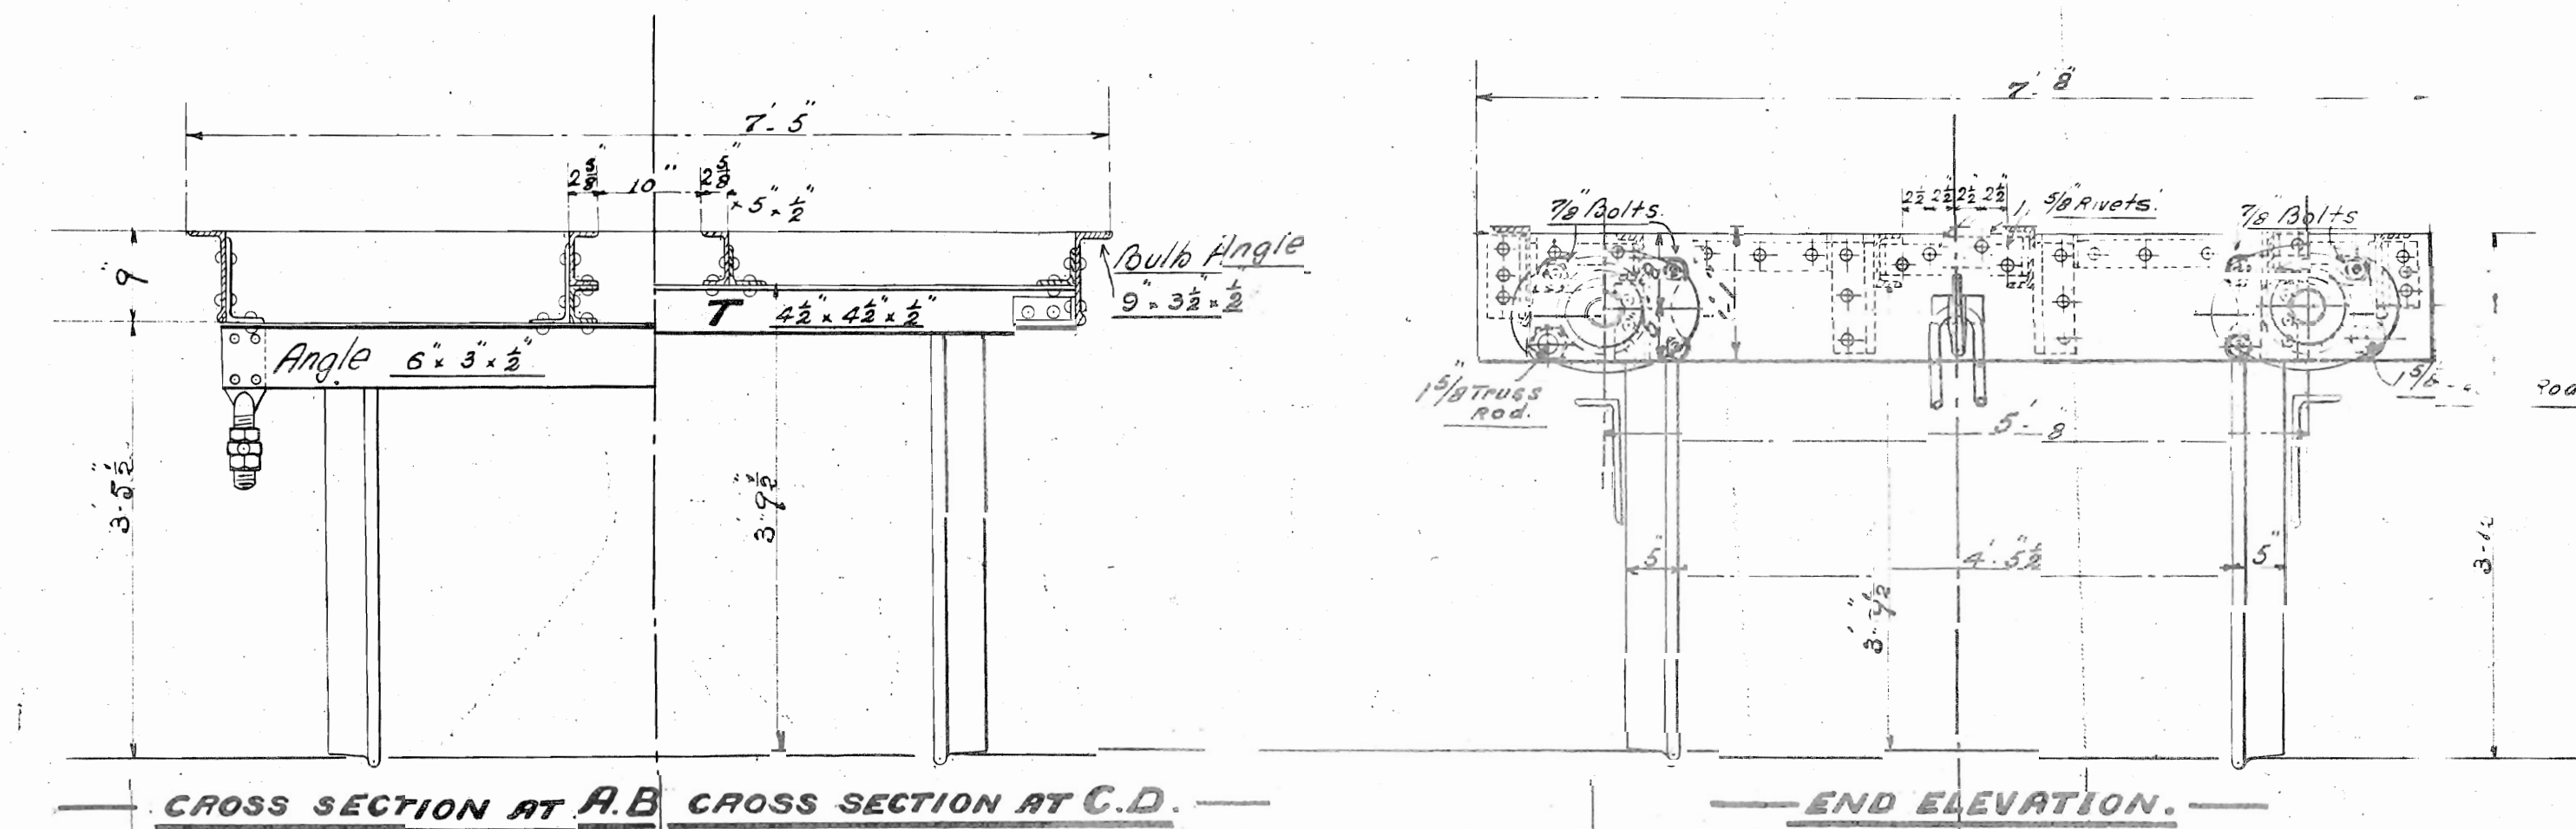 7'- 5"
2 5/8"
10"
2 5/8"
× 5" × 1/2"
9"
Bulb Angle
9" × 3 1/2" × 1/2"
T 4 1/2" × 4 1/2" × 1/2"
Angle 6" × 3" × 1/2"
3'- 5 1/2"
3'- 9 1/2"
CROSS SECTION AT A.B
CROSS SECTION AT C.D.
7'- 8"
7/8" Bolts.
2 1/2" 2 1/2" 2 1/2" 2 1/2"
5/8" Rivets.
7/8" Bolts
1 5/8" Truss
Rod.
1 5/8
Rod
5'- 8
5"
4'- 5 1/2"
5"
END ELEVATION.